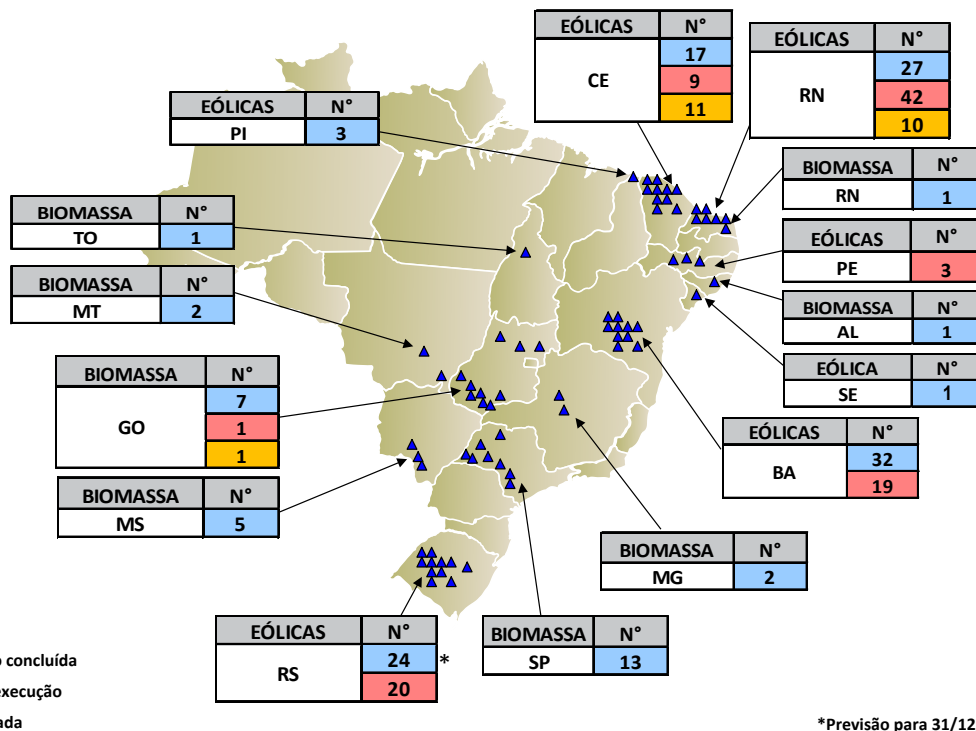 EÓLICAS N°
CE
17
9
11
EÓLICAS N°
RN
27
42
10
EÓLICAS N°
PI 3
BIOMASSA N°
RN 1
BIOMASSA N°
TO 1
EÓLICAS N°
PE 3
BIOMASSA N°
MT 2
BIOMASSA N°
AL 1
EÓLICA N°
SE 1
BIOMASSA N°
GO
7
1
1
EÓLICAS N°
BA
32
19
BIOMASSA N°
MS 5
BIOMASSA N°
MG 2
EÓLICAS N°
RS
24 *
20
BIOMASSA N°
SP 13
concluída
execução
*Previsão para 31/12